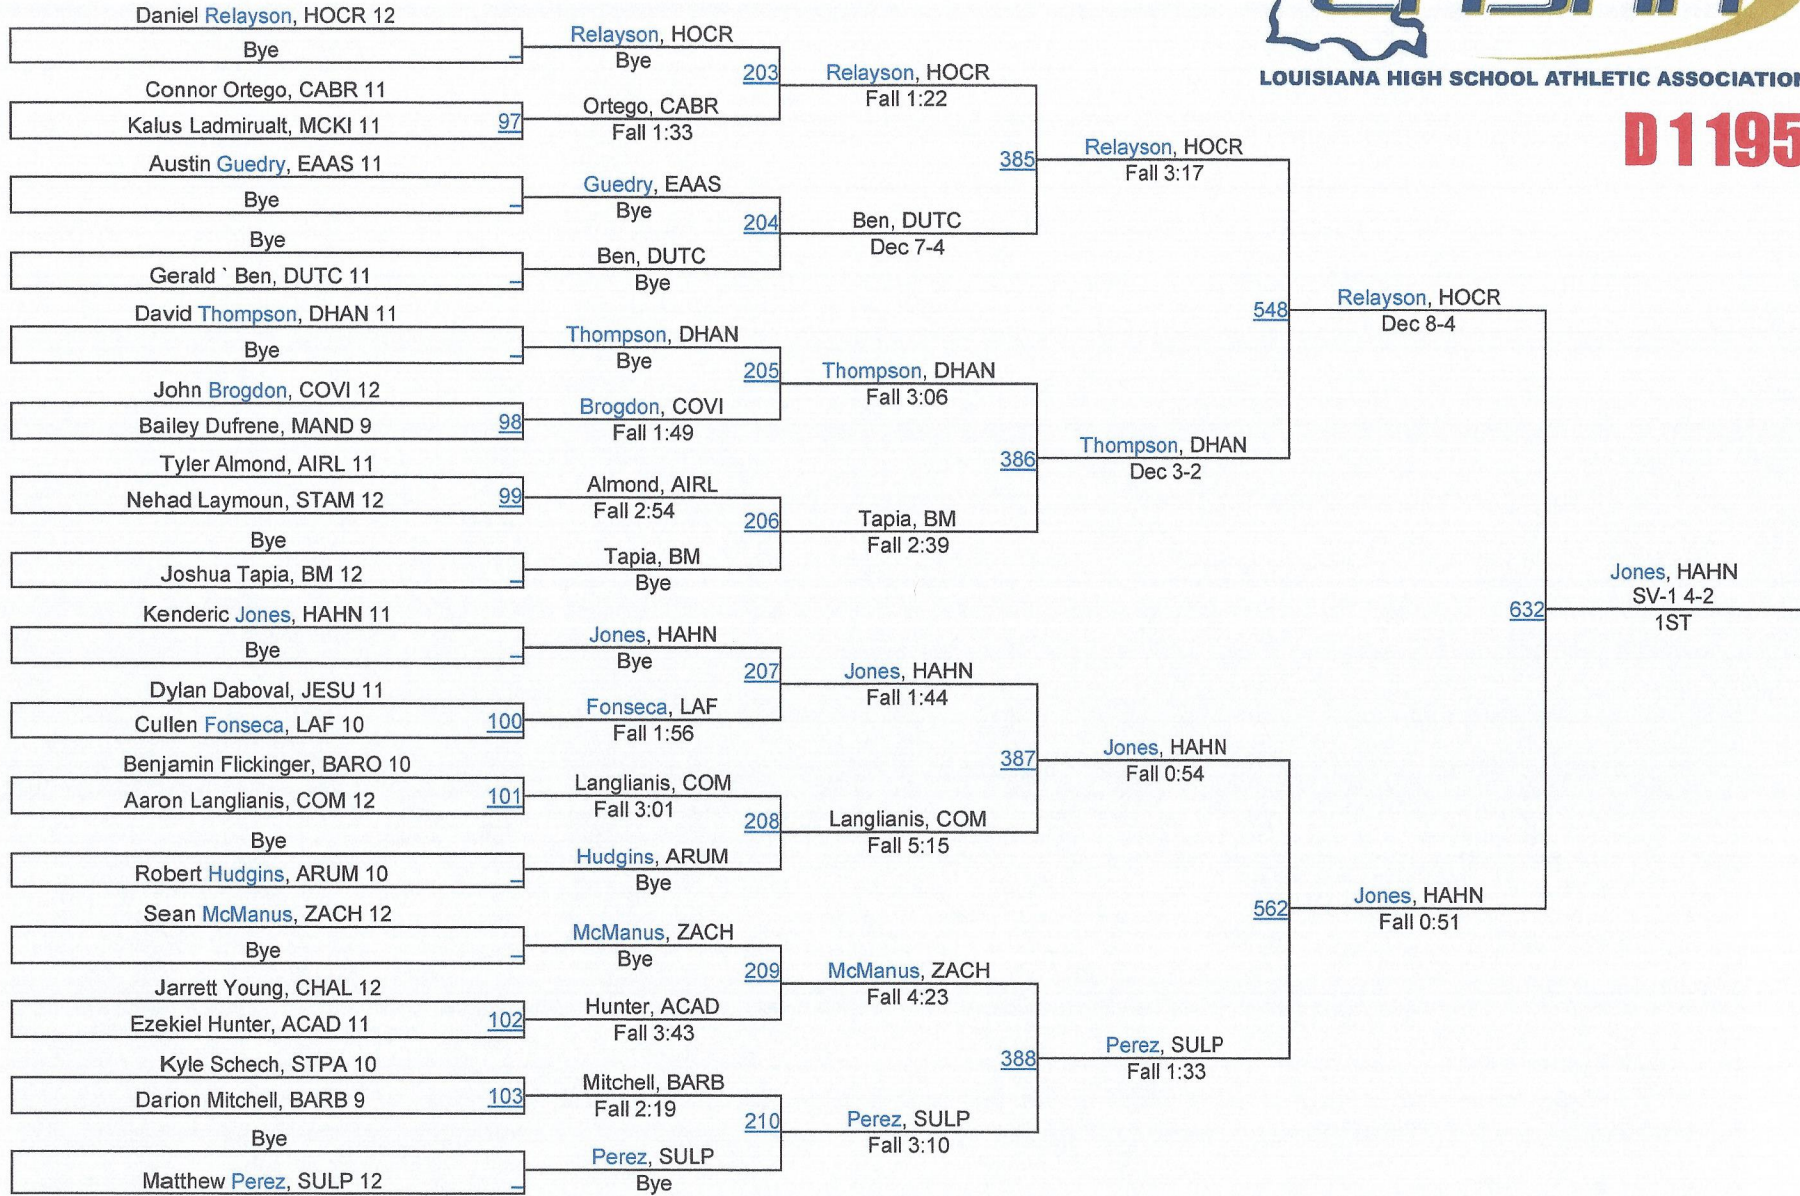 LOUISIANA HIGH SCHOOL ATHLETIC ASSOCIATION
D 1 195
Daniel Relayson, HOCR 12
Bye
Connor Ortego, CABR 11
Kalus Ladmirualt, MCKI 11
97
Austin Guedry, EAAS 11
Bye
Bye
Gerald ` Ben, DUTC 11
David Thompson, DHAN 11
Bye
John Brogdon, COVI 12
Bailey Dufrene, MAND 9
98
Tyler Almond, AIRL 11
Nehad Laymoun, STAM 12
99
Bye
Joshua Tapia, BM 12
Kenderic Jones, HAHN 11
Bye
Dylan Daboval, JESU 11
Cullen Fonseca, LAF 10
100
Benjamin Flickinger, BARO 10
Aaron Langlianis, COM 12
101
Bye
Robert Hudgins, ARUM 10
Sean McManus, ZACH 12
Bye
Jarrett Young, CHAL 12
Ezekiel Hunter, ACAD 11
102
Kyle Schech, STPA 10
Darion Mitchell, BARB 9
103
Bye
Matthew Perez, SULP 12
Relayson, HOCR
Bye
203
Ortego, CABR
Fall 1:33
Guedry, EAAS
Bye
204
Ben, DUTC
Bye
Thompson, DHAN
Bye
205
Brogdon, COVI
Fall 1:49
Almond, AIRL
Fall 2:54
206
Tapia, BM
Bye
Jones, HAHN
Bye
207
Fonseca, LAF
Fall 1:56
Langlianis, COM
Fall 3:01
208
Hudgins, ARUM
Bye
McManus, ZACH
Bye
209
Hunter, ACAD
Fall 3:43
Mitchell, BARB
Fall 2:19
210
Perez, SULP
Bye
Relayson, HOCR
Fall 1:22
385
Ben, DUTC
Dec 7-4
Thompson, DHAN
Fall 3:06
386
Tapia, BM
Fall 2:39
Jones, HAHN
Fall 1:44
387
Langlianis, COM
Fall 5:15
McManus, ZACH
Fall 4:23
388
Perez, SULP
Fall 3:10
Relayson, HOCR
Fall 3:17
548
Thompson, DHAN
Dec 3-2
Jones, HAHN
Fall 0:54
562
Perez, SULP
Fall 1:33
Relayson, HOCR
Dec 8-4
632
Jones, HAHN
Fall 0:51
Jones, HAHN
SV-1 4-2
1ST